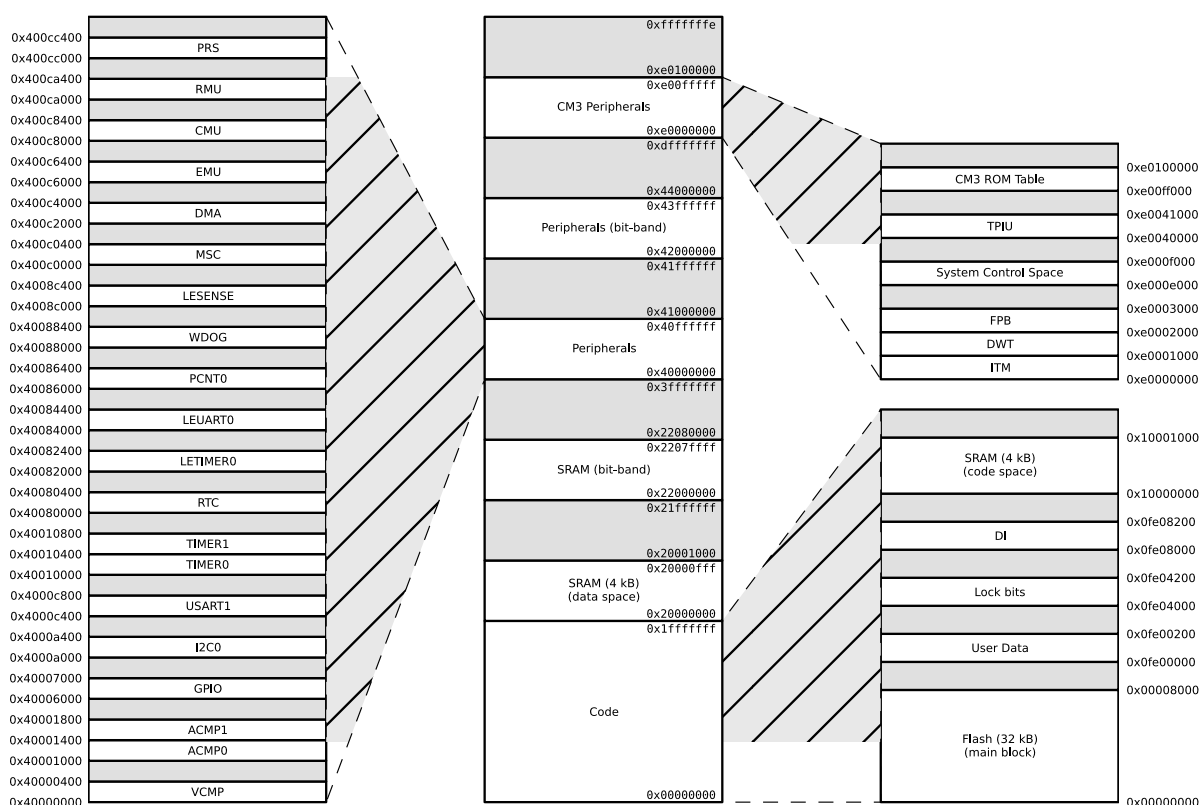 0x400cc400
PRS
0x400cc000
0x400ca400
RMU
0x400ca000
0x400c8400
CMU
0x400c8000
0x400c6400
EMU
0x400c6000
0x400c4000
DMA
0x400c2000
0x400c0400
MSC
0x400c0000
0x4008c400
LESENSE
0x4008c000
0x40088400
WDOG
0x40088000
0x40086400
PCNT0
0x40086000
0x40084400
LEUART0
0x40084000
0x40082400
LETIMER0
0x40082000
0x40080400
RTC
0x40080000
0x40010800
TIMER1
0x40010400
TIMER0
0x40010000
0x4000c800
USART1
0x4000c400
0x4000a400
I2C0
0x4000a000
0x40007000
GPIO
0x40006000
0x40001800
ACMP1
0x40001400
ACMP0
0x40001000
0x40000400
VCMP
0x40000000
0xfffffffe
0xe0100000
0xe00fffff
CM3 Peripherals
0xe0000000
0xdfffffff
0x44000000
0x43ffffff
Peripherals (bit-band)
0x42000000
0x41ffffff
0x41000000
0x40ffffff
Peripherals
0x40000000
0x3fffffff
0x22080000
0x2207ffff
SRAM (bit-band)
0x22000000
0x21ffffff
0x20001000
0x20000fff
SRAM (4 kB)
(data space)
0x20000000
0x1fffffff
Code
0x00000000
0xe0100000
CM3 ROM Table
0xe00ff000
0xe0041000
TPIU
0xe0040000
0xe000f000
System Control Space
0xe000e000
0xe0003000
FPB
0xe0002000
DWT
0xe0001000
ITM
0xe0000000
0x10001000
SRAM (4 kB)
(code space)
0x10000000
0x0fe08200
DI
0x0fe08000
0x0fe04200
Lock bits
0x0fe04000
0x0fe00200
User Data
0x0fe00000
0x00008000
Flash (32 kB)
(main block)
0x00000000